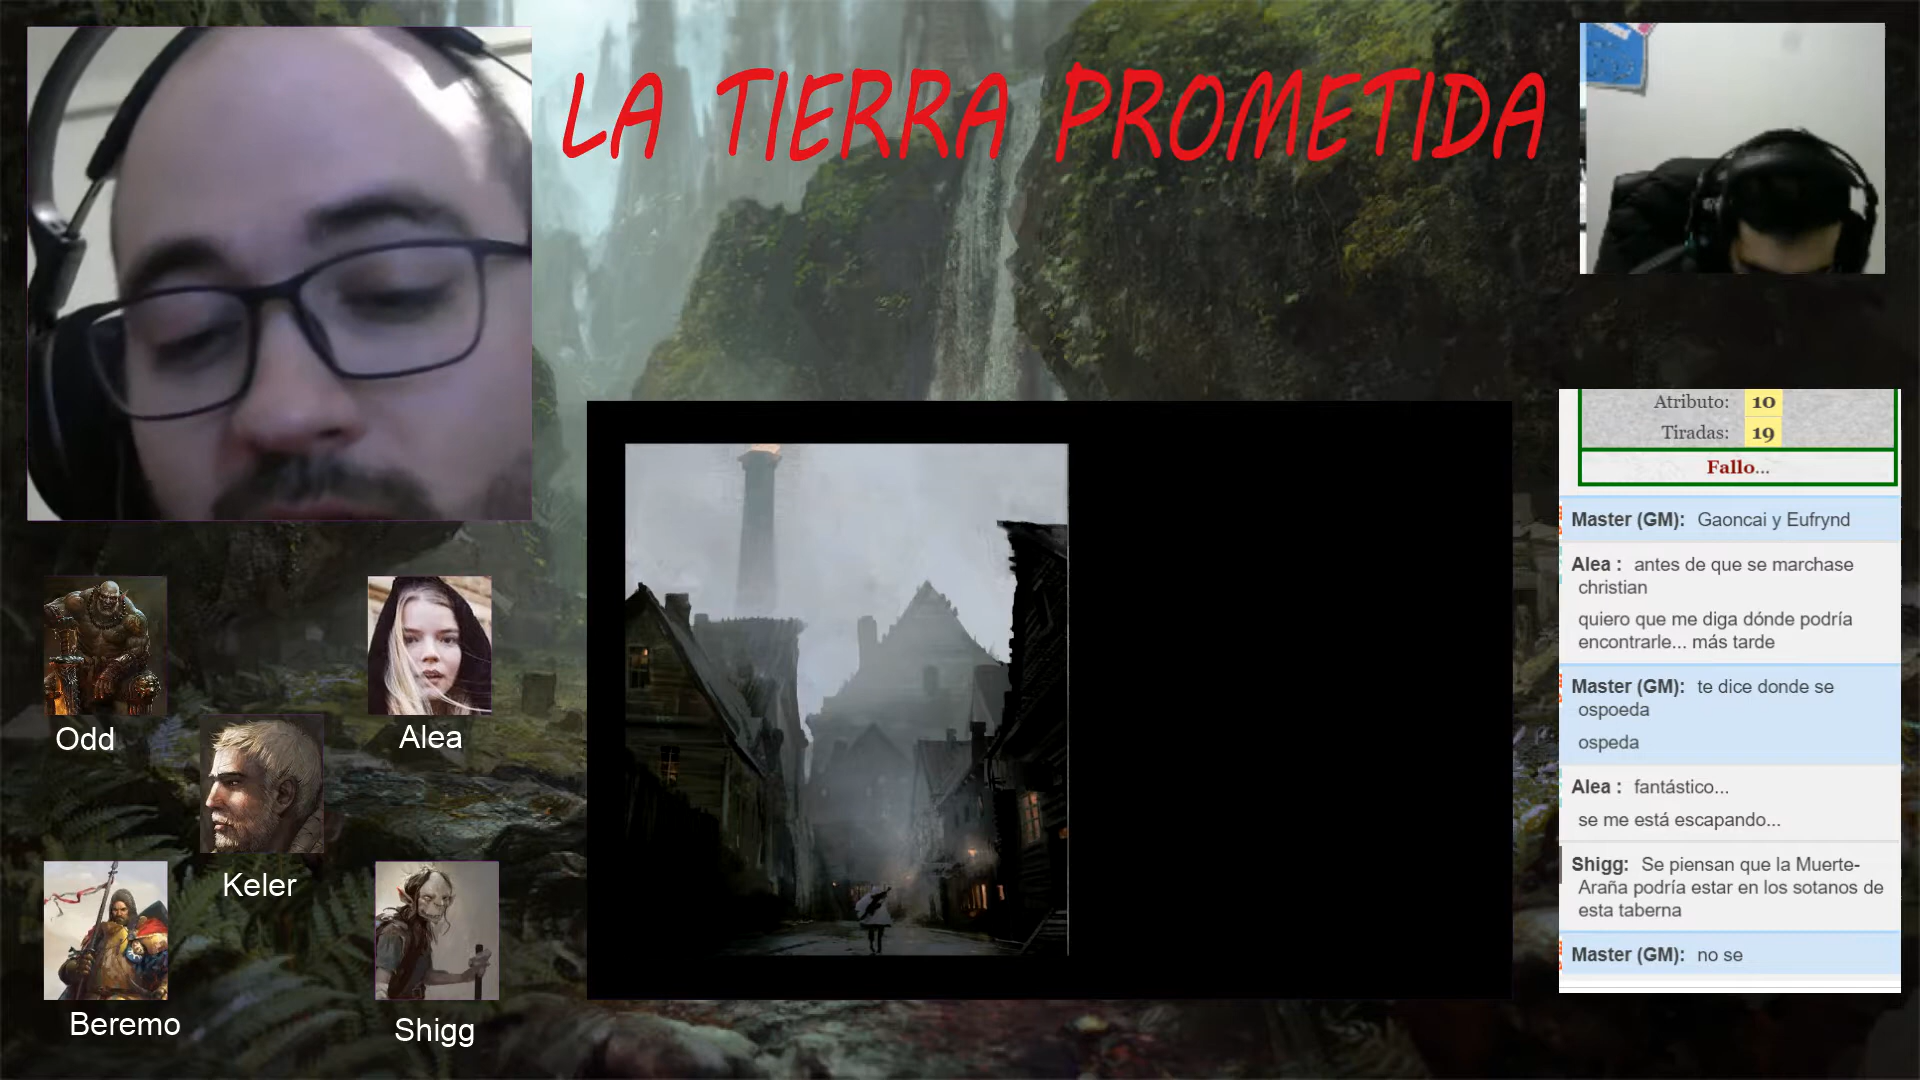 LA TIERRA PROMETIDA
Odd
Alea
Keler
Beremo
Shigg
Atributo: 10
Tiradas: 19
Fallo...
Master (GM): Gaoncai y Eufrynd
Alea : antes de que se marchase
christian
quiero que me diga dónde podría
encontrarle... más tarde
Master (GM): te dice donde se
ospoeda
ospeda
Alea : fantástico...
se me está escapando...
Shigg: Se piensan que la Muerte-
Araña podría estar en los sotanos de
esta taberna
Master (GM): no se